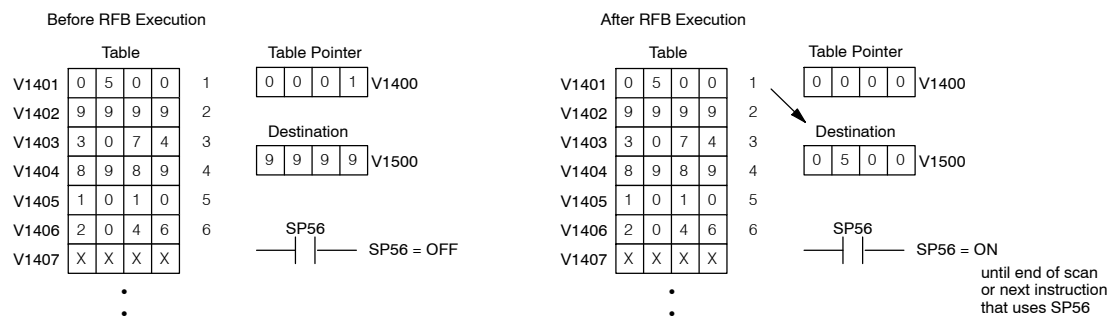 Before RFB Execution
Table
Table Pointer
V1401 0 5 0 0 1
0 0 0 1 V1400
V1402 9 9 9 9 2
Destination
V1403 3 0 7 4 3
9 9 9 9 V1500
V1404 8 9 8 9 4
V1405 1 0 1 0 5
V1406 2 0 4 6 6
SP56
SP56 = OFF
V1407 X X X X
After RFB Execution
Table
Table Pointer
V1401 0 5 0 0 1
0 0 0 0 V1400
V1402 9 9 9 9 2
Destination
V1403 3 0 7 4 3
0 5 0 0 V1500
V1404 8 9 8 9 4
V1405 1 0 1 0 5
V1406 2 0 4 6 6
SP56
SP56 = ON
V1407 X X X X
until end of scan
or next instruction
that uses SP56